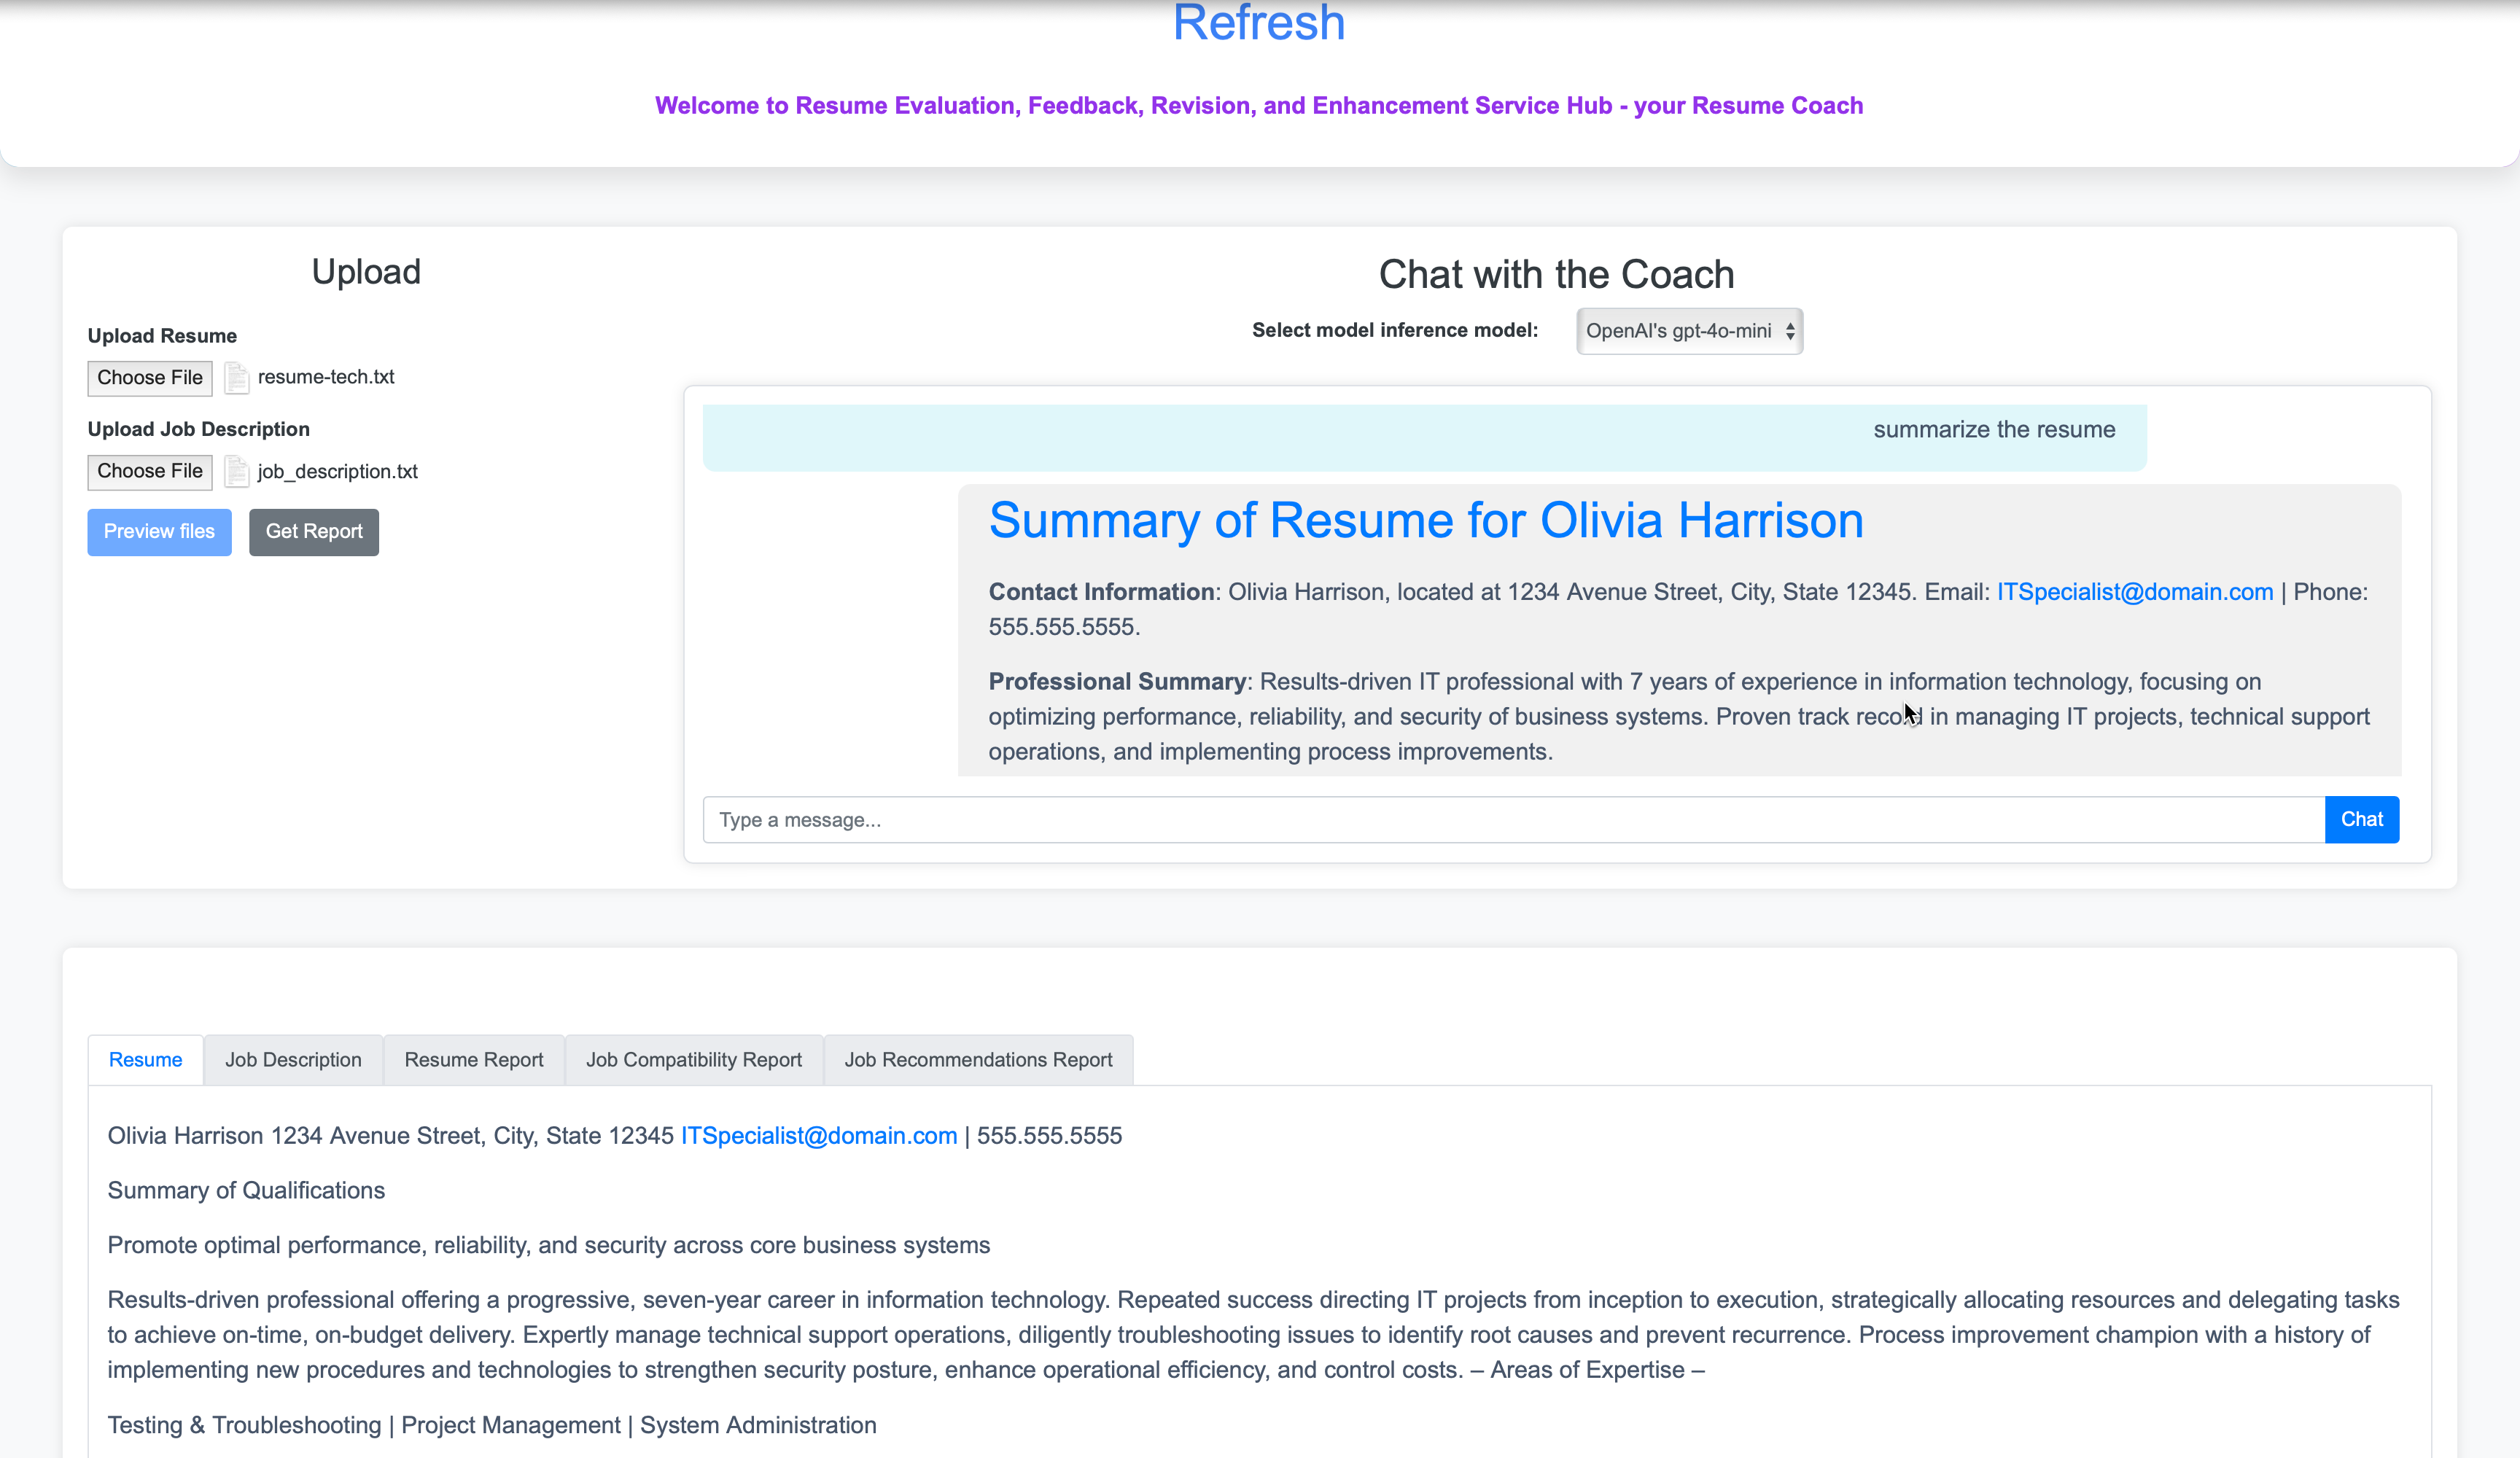 Refresh
Welcome to Resume Evaluation, Feedback, Revision, and Enhancement Service Hub - your Resume Coach
Upload
Upload Resume
Choose File resume-tech.txt
Upload Job Description
Choose File job_description.txt
Preview files Get Report
Chat with the Coach
Select model inference model: OpenAI's gpt-4o-mini
summarize the resume
Summary of Resume for Olivia Harrison
Contact Information: Olivia Harrison, located at 1234 Avenue Street, City, State 12345. Email: ITSpecialist@domain.com | Phone:
555.555.5555.
Professional Summary: Results-driven IT professional with 7 years of experience in information technology, focusing on
optimizing performance, reliability, and security of business systems. Proven track record in managing IT projects, technical support
operations, and implementing process improvements.
Type a message... Chat
Resume Job Description Resume Report Job Compatibility Report Job Recommendations Report
Olivia Harrison 1234 Avenue Street, City, State 12345 ITSpecialist@domain.com | 555.555.5555
Summary of Qualifications
Promote optimal performance, reliability, and security across core business systems
Results-driven professional offering a progressive, seven-year career in information technology. Repeated success directing IT projects from inception to execution, strategically allocating resources and delegating tasks
to achieve on-time, on-budget delivery. Expertly manage technical support operations, diligently troubleshooting issues to identify root causes and prevent recurrence. Process improvement champion with a history of
implementing new procedures and technologies to strengthen security posture, enhance operational efficiency, and control costs. – Areas of Expertise –
Testing & Troubleshooting | Project Management | System Administration